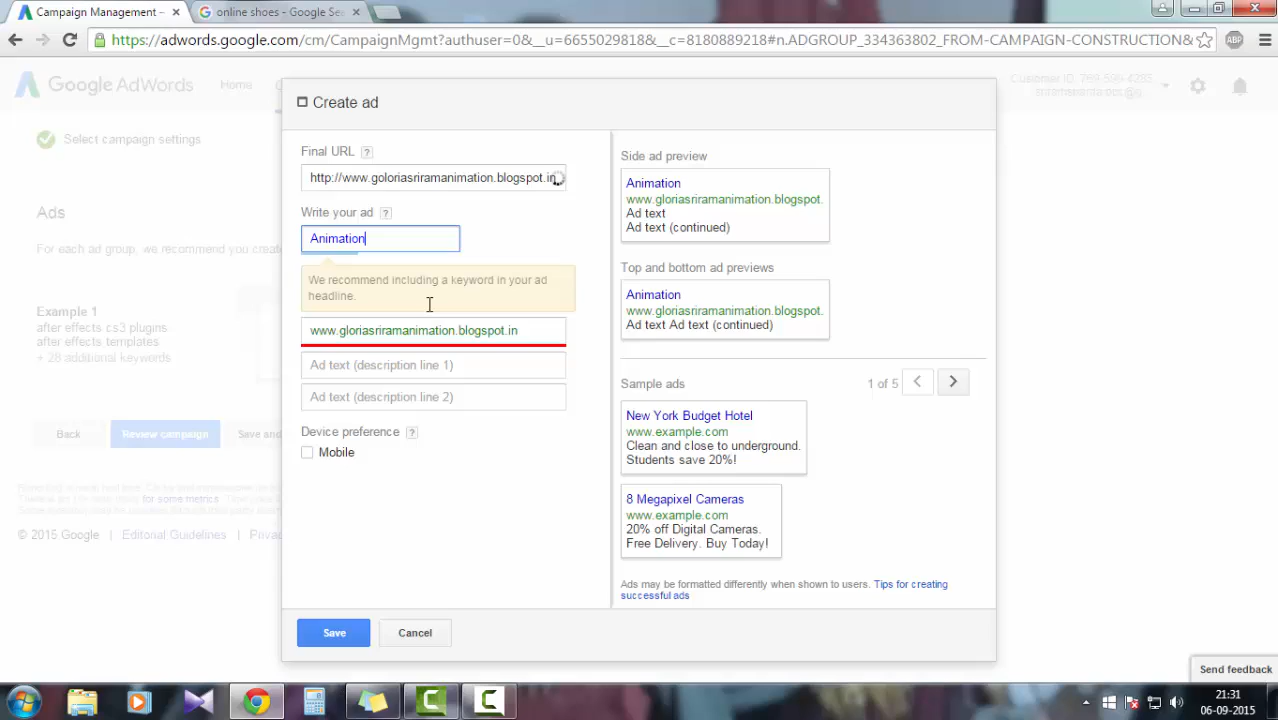 Campaign Management –
online shoes - Google Sea
https://adwords.google.com/cm/CampaignMgmt?authuser=0&__u=6655029818&__c=8180889218#n.ADGROUP_334363802_FROM-CAMPAIGN-CONSTRUCTION&
ABP
Google AdWords
Home
Customer ID:
Select campaign settings
Ads
For each ad group, we recommend you create
Example 1
after effects cs3 plugins
after effects templates
+ 28 additional keywords
Back
Review campaign
Save and
for some metrics
© 2015 Google
Editorial Guidelines
Priva
Create ad
Final URL ?
http://www.goloriasriramanimation.blogspot.in
Write your ad ?
Animation
We recommend including a keyword in your ad
headline.
www.gloriasriramanimation.blogspot.in
Ad text (description line 1)
Ad text (description line 2)
Device preference ?
Mobile
Side ad preview
Animation
www.gloriasriramanimation.blogspot.
Ad text
Ad text (continued)
Top and bottom ad previews
Animation
www.gloriasriramanimation.blogspot.
Ad text Ad text (continued)
Sample ads
1 of 5
New York Budget Hotel
www.example.com
Clean and close to underground.
Students save 20%!
8 Megapixel Cameras
www.example.com
20% off Digital Cameras.
Free Delivery. Buy Today!
Ads may be formatted differently when shown to users. Tips for creating
successful ads
Save
Cancel
Send feedback
21:31
06-09-2015